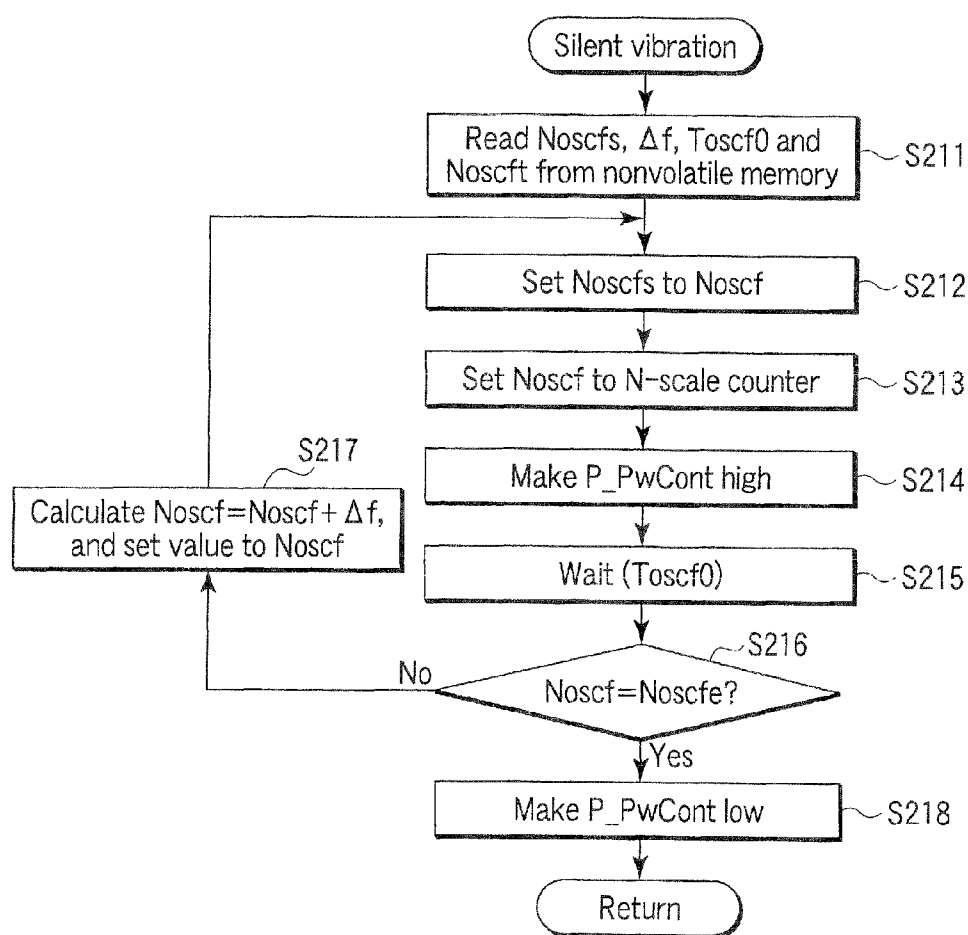 Silent vibration
Read Noscfs, Δf, Toscf0 and
Noscft from nonvolatile memory
S211
Set Noscfs to Noscf
S212
Set Noscf to N-scale counter
S213
Make P_PwCont high
S214
S217
Calculate Noscf=Noscf+Δf,
and set value to Noscf
Wait (Toscf0)
S215
S216
No
Noscf=Noscfe?
Yes
Make P_PwCont low
S218
Return